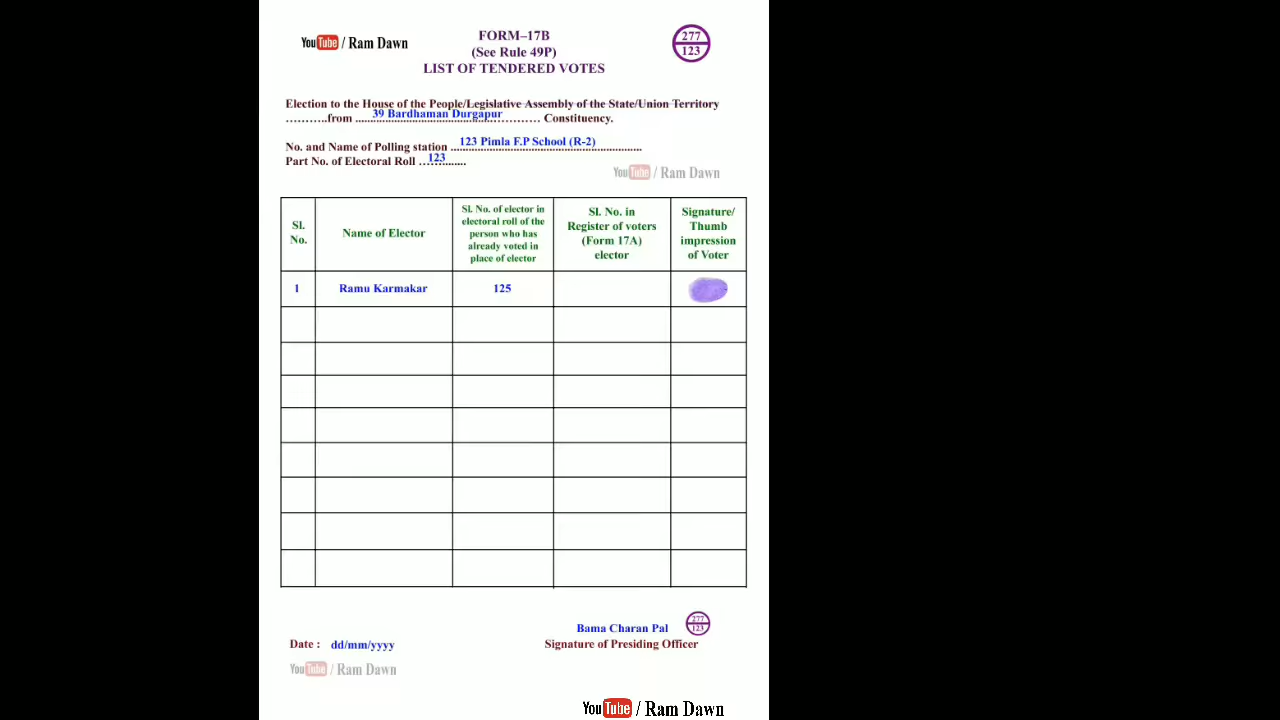 YouTube / Ram Dawn
FORM–17B
(See Rule 49P)
LIST OF TENDERED VOTES
277
123
Election to the House of the People/Legislative Assembly of the State/Union Territory
...........from 39 Bardhaman Durgapur ............ Constituency.
No. and Name of Polling station 123 Pimla F.P School (R-2)
Part No. of Electoral Roll 123
YouTube / Ram Dawn
Sl. No.
Name of Elector
Sl. No. of elector in electoral roll of the person who has already voted in place of elector
Sl. No. in Register of voters (Form 17A) elector
Signature/ Thumb impression of Voter
1 Ramu Karmakar 125
Bama Charan Pal
277
123
Date : dd/mm/yyyy
Signature of Presiding Officer
YouTube / Ram Dawn
YouTube / Ram Dawn